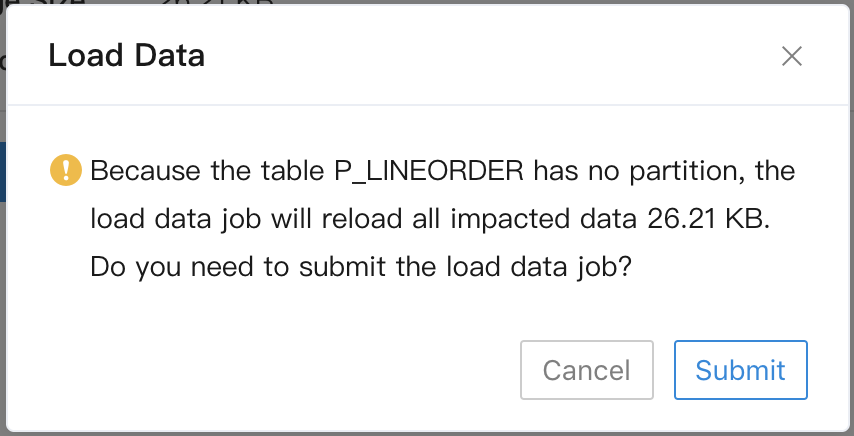 Load Data
Because the table P_LINEORDER has no partition, the
load data job will reload all impacted data 26.21 KB.
Do you need to submit the load data job?
Cancel
Submit